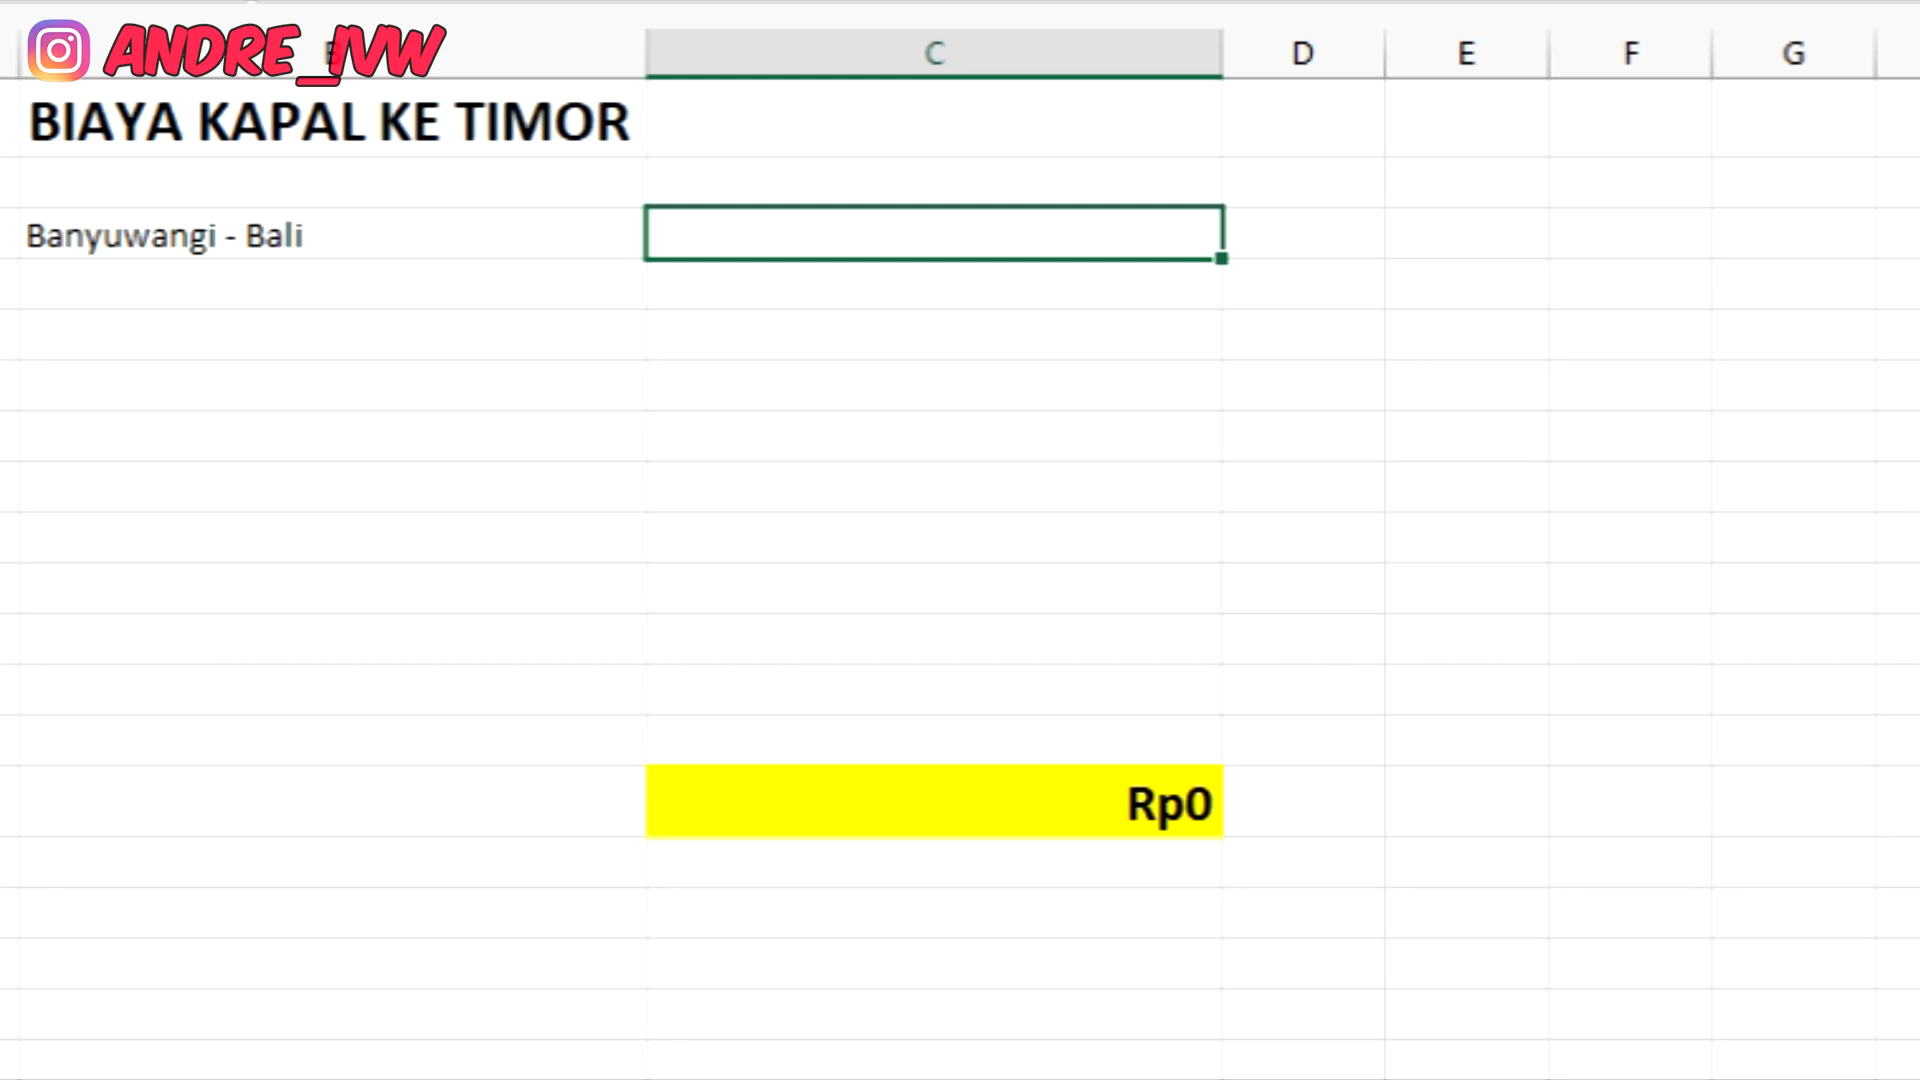 ANDRE_IVW
B C D E F G
BIAYA KAPAL KE TIMOR
Banyuwangi - Bali
Rp0